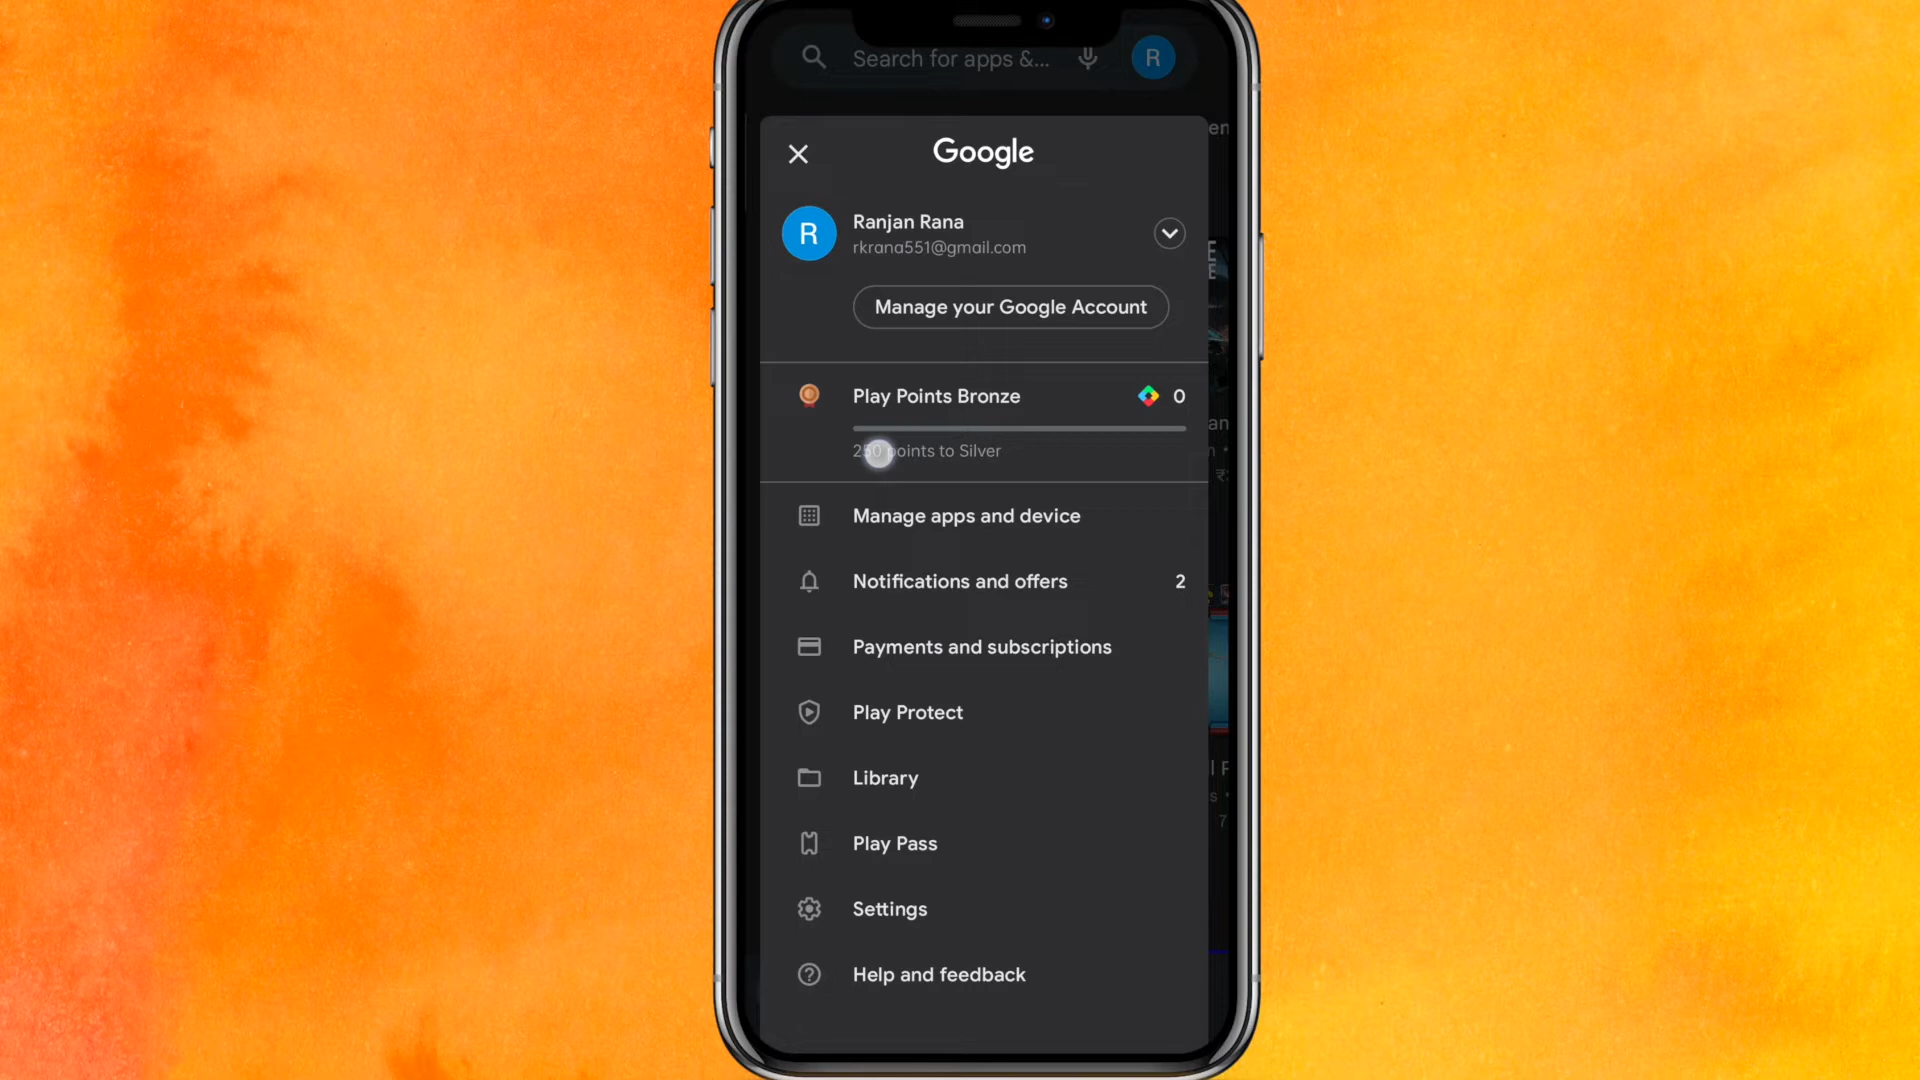 Search for apps &...
R
Google
R
Ranjan Rana
rkrana551@gmail.com
Manage your Google Account
Play Points Bronze
0
250 points to Silver
Manage apps and device
Notifications and offers
2
Payments and subscriptions
Play Protect
Library
Play Pass
Settings
Help and feedback